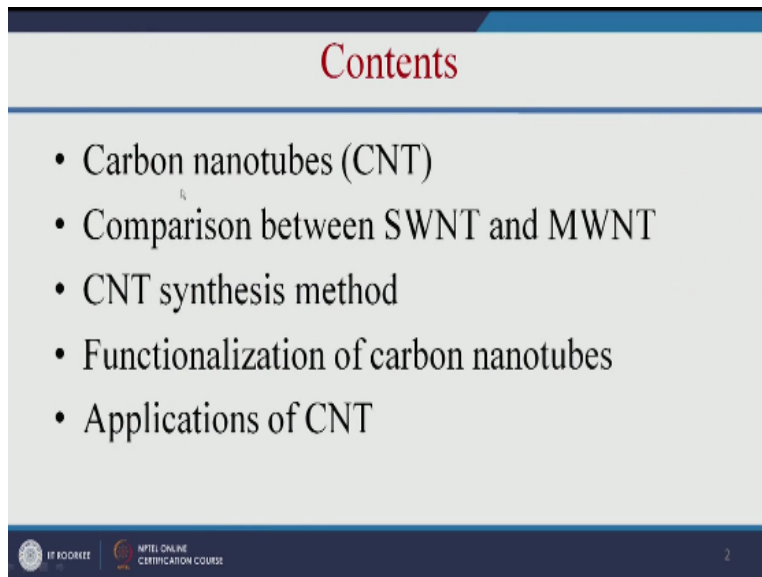 Contents
• Carbon nanotubes (CNT)
• Comparison between SWNT and MWNT
• CNT synthesis method
• Functionalization of carbon nanotubes
• Applications of CNT
IIT ROORKEE
NPTEL ONLINE
CERTIFICATION COURSE
2